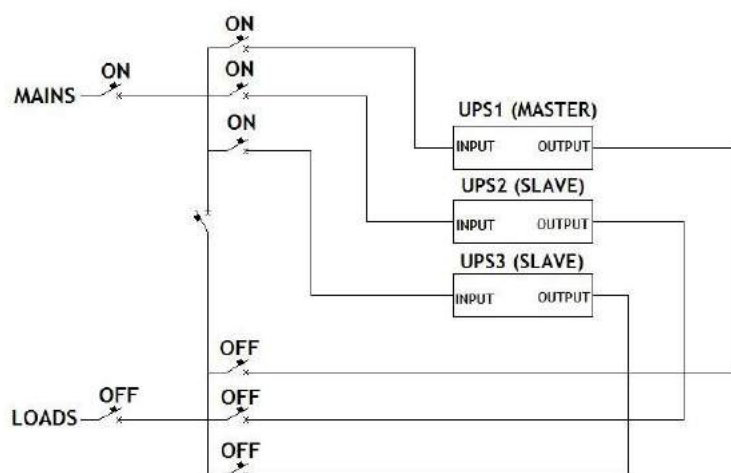 ON
MAINS
ON
ON
ON
UPS1 (MASTER)
INPUT OUTPUT
UPS2 (SLAVE)
INPUT OUTPUT
UPS3 (SLAVE)
INPUT OUTPUT
OFF
LOADS
OFF
OFF
OFF